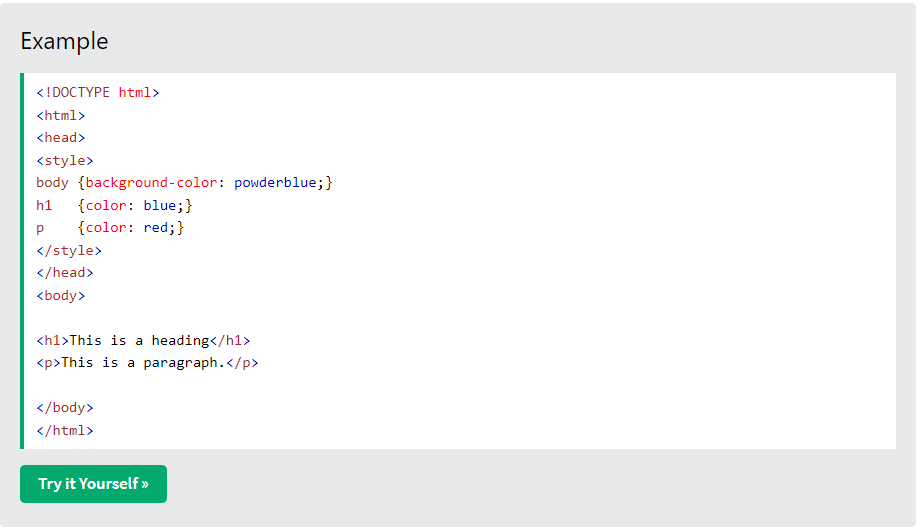 Example
<!DOCTYPE html>
<html>
<head>
<style>
body {background-color: powderblue;}
h1   {color: blue;}
p    {color: red;}
</style>
</head>
<body>

<h1>This is a heading</h1>
<p>This is a paragraph.</p>

</body>
</html>
Try it Yourself »